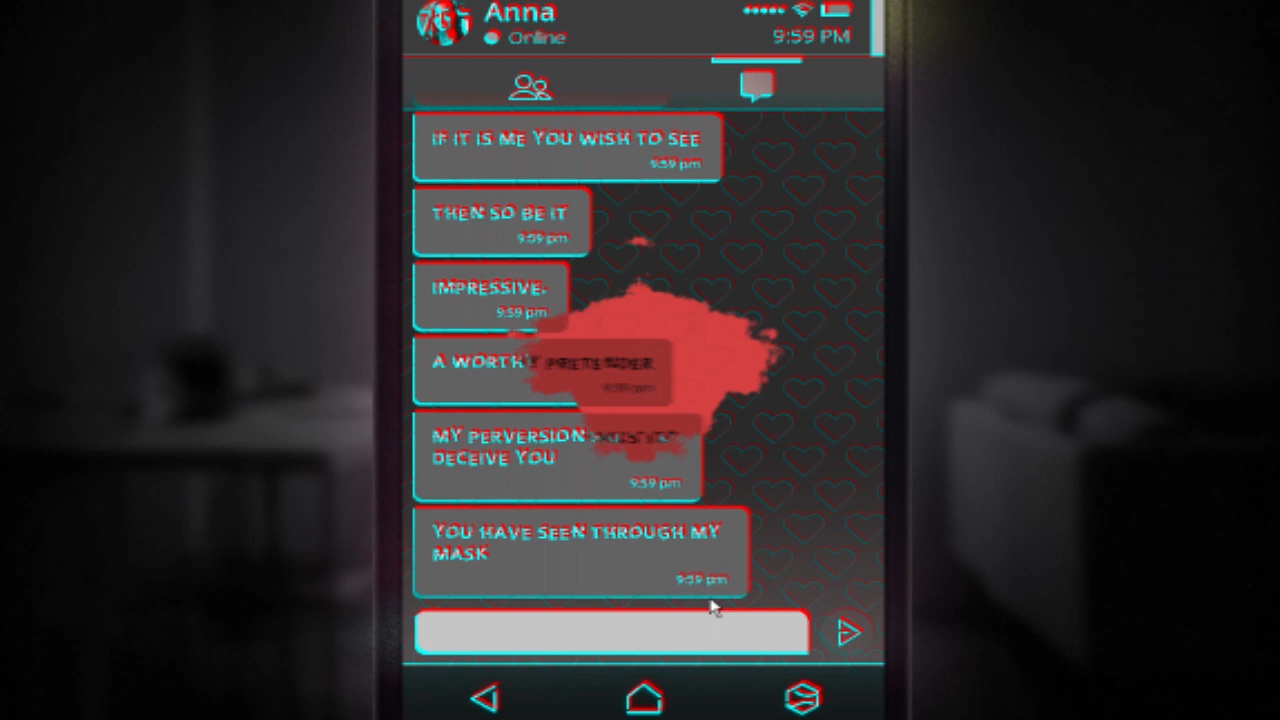 Anna
Online
9:59 PM
IF IT IS ME YOU WISH TO SEE
9:59 pm
THEN SO BE IT
9:59 pm
IMPRESSIVE.
9:59 pm
A WORTHY PRETENDER
9:59 pm
MY PERVERSION
DECEIVE YOU
9:59 pm
YOU HAVE SEEN THROUGH MY
MASK
9:59 pm